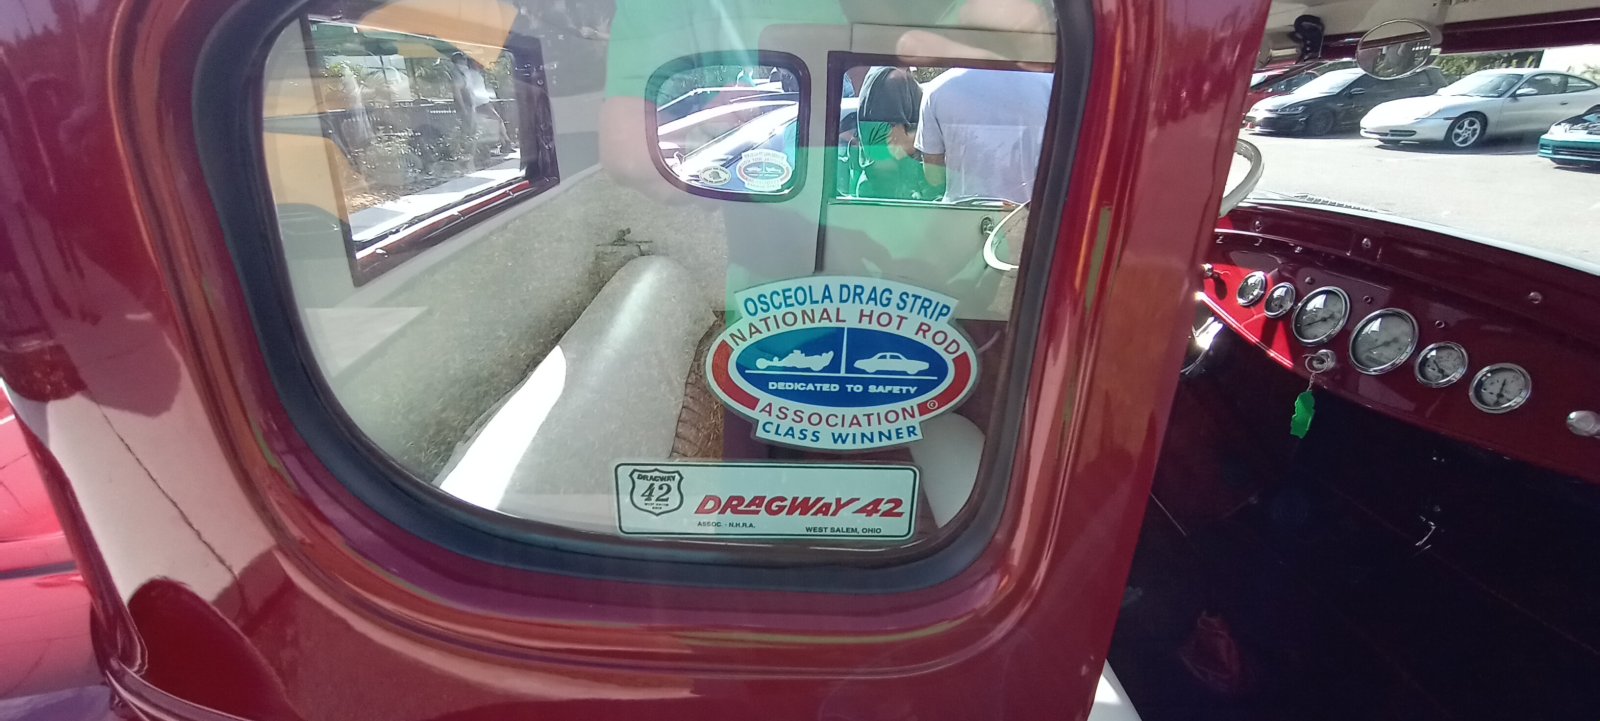 OSCEOLA DRAG STRIP
NATIONAL HOT ROD
DEDICATED TO SAFETY
ASSOCIATION ©
CLASS WINNER
DRAGWAY
42
DRAGWAY 42
ASSOC. - N.H.R.A.
WEST SALEM, OHIO